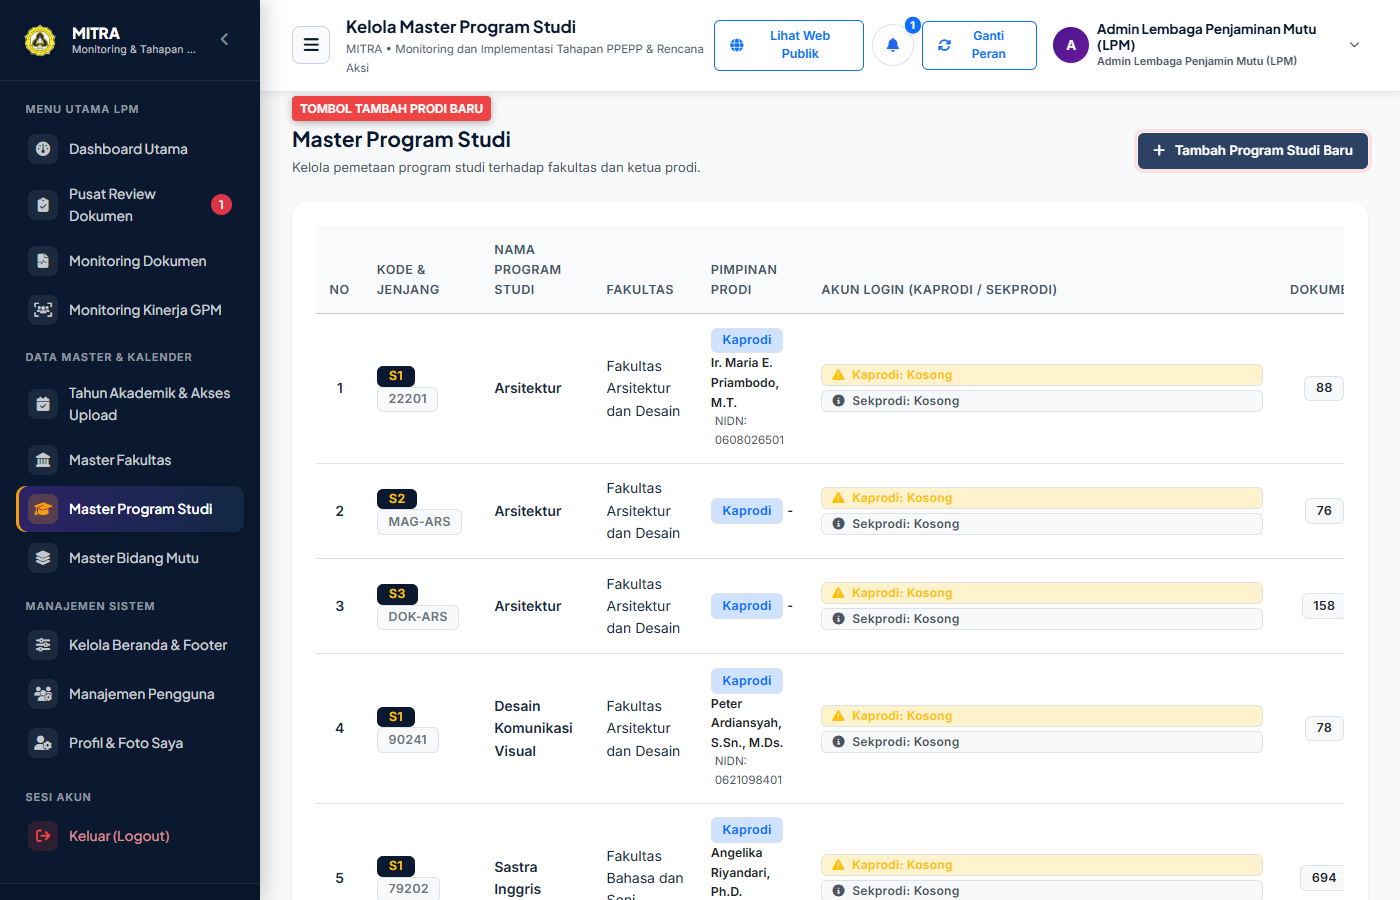 MITRA
Monitoring & Tahapan ...
MENU UTAMA LPM
Dashboard Utama
Pusat Review
Dokumen
1
Monitoring Dokumen
Monitoring Kinerja GPM
DATA MASTER & KALENDER
Tahun Akademik & Akses
Upload
Master Fakultas
Master Program Studi
Master Bidang Mutu
MANAJEMEN SISTEM
Kelola Beranda & Footer
Manajemen Pengguna
Profil & Foto Saya
SESI AKUN
Keluar (Logout)
Kelola Master Program Studi
MITRA • Monitoring dan Implementasi Tahapan PPEPP & Rencana
Aksi
Lihat Web
Publik
1
Ganti
Peran
A
Admin Lembaga Penjaminan Mutu
(LPM)
Admin Lembaga Penjamin Mutu (LPM)
TOMBOL TAMBAH PRODI BARU
Master Program Studi
Kelola pemetaan program studi terhadap fakultas dan ketua prodi.
+ Tambah Program Studi Baru
NO
KODE &
JENJANG
NAMA
PROGRAM
STUDI
FAKULTAS
PIMPINAN
PRODI
AKUN LOGIN (KAPRODI / SEKPRODI)
DOKUME
1
S1
22201
Arsitektur
Fakultas
Arsitektur
dan Desain
Kaprodi
Ir. Maria E.
Priambodo,
M.T.
NIDN:
0608026501
Kaprodi: Kosong
Sekprodi: Kosong
88
2
S2
MAG-ARS
Arsitektur
Fakultas
Arsitektur
dan Desain
Kaprodi -
Kaprodi: Kosong
Sekprodi: Kosong
76
3
S3
DOK-ARS
Arsitektur
Fakultas
Arsitektur
dan Desain
Kaprodi -
Kaprodi: Kosong
Sekprodi: Kosong
158
4
S1
90241
Desain
Komunikasi
Visual
Fakultas
Arsitektur
dan Desain
Kaprodi
Peter
Ardiansyah,
S.Sn., M.Ds.
NIDN:
0621098401
Kaprodi: Kosong
Sekprodi: Kosong
78
5
S1
79202
Sastra
Inggris
Fakultas
Bahasa dan
Seni
Kaprodi
Angelika
Riyandari,
Ph.D.
Kaprodi: Kosong
Sekprodi: Kosong
694